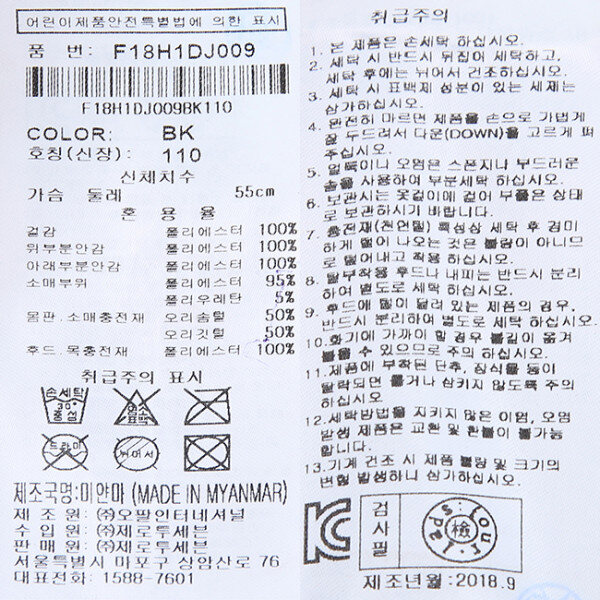 어린이제품안전특별법에 의한 표시
품 번: F18H1DJ009
F18H1DJ009BK110
COLOR: BK
호칭(신장): 110
신체치수
가슴 둘레 55cm
혼 용 율
겉감 폴리에스터 100%
위부분안감 폴리에스터 100%
아래부분안감 폴리에스터 100%
소매부위 폴리에스터 95%
폴리우레탄 5%
몸판.소매충전재 오리솜털 50%
오리깃털 50%
후드.목충전재 폴리에스터 100%
취급주의 표시
손세탁 30° 중성
염소 표백
드라이
뉘어서
제조국명:미얀마 (MADE IN MYANMAR)
제 조 원: ㈜오팔인터네셔널
수 입 원: ㈜제로투세븐
판 매 원: ㈜제로투세븐
서울특별시 마포구 상암산로 76
대표전화: 1588-7601
취급주의
1. 본 제품은 손세탁 하십시오.
2. 세탁 시 반드시 뒤집어 세탁하고,
세탁 후에는 뉘어서 건조하십시오.
3. 세탁 시 표백제 성분이 있는 세제는
삼가하십시오.
4. 완전히 마르면 제품을 손으로 가볍게
잘 두드려서 다운(DOWN)을 고르게 펴
주십시오.
5. 얼룩이나 오염은 스폰지나 부드러운
솔을 사용하여 부분세탁 하십시오.
6. 보관시는 옷걸이에 걸어 부풀은 상태
로 보관하시기 바랍니다.
7. 충전재(천연털) 특성상 세탁 후 경미
하게 털이 나오는 것은 불량이 아니므
로 털어내고 착용 하십시오.
8. 탈부착용 후드나 내피는 반드시 분리
하여 별도로 세탁 하십시오.
9. 후드에 털이 달려 있는 제품의 경우,
반드시 분리하여 별도로 세탁 하십시오.
10. 화기에 가까이 할 경우 불길이 옮겨
붙을 수 있으므로 주의 하십시오.
11. 제품에 부착된 단추, 장식물 등이
탈락되면 물거나 삼키지 않도록 주의
하십시오
12. 세탁방법을 지키지 않은 이염, 오염
발생 제품은 교환 및 환불이 불가능
합니다.
13. 기계 건조 시 제품 불량 및 크기의
변형 발생하니 삼가하십시오.
검사필
檢
제조년월:2018.9